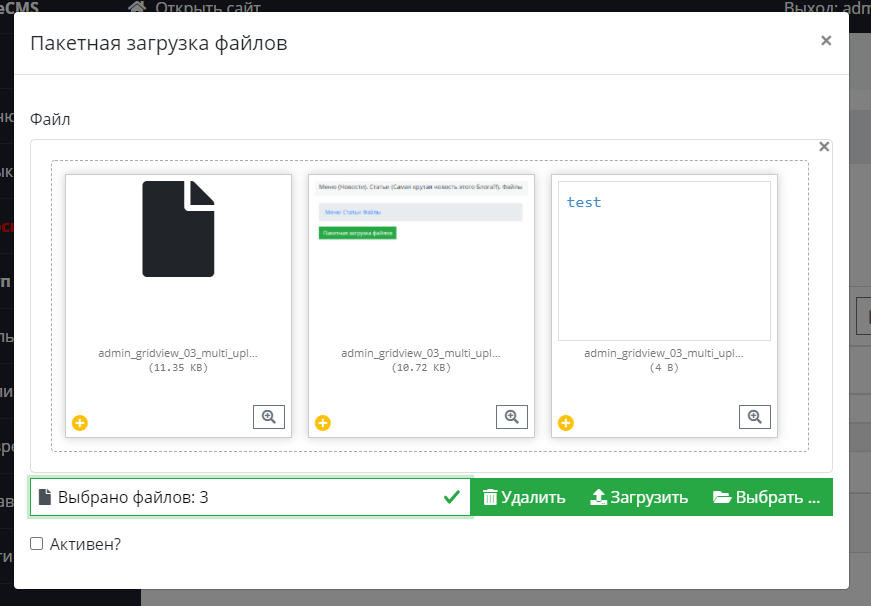 eCMS Открыть сайт Выход: adm
Пакетная загрузка файлов ×
Файл
×
Меню (Новости). Статьи (Самая крутая новость этого Блога!!!). Файлы
Меню Статьи Файлы
Пакетная загрузка файлов
test
admin_gridview_03_multi_upl...
(11.35 KB)
admin_gridview_03_multi_upl...
(10.72 KB)
admin_gridview_03_multi_upl...
(4 B)
Выбрано файлов: 3
Удалить Загрузить Выбрать ...
Активен?